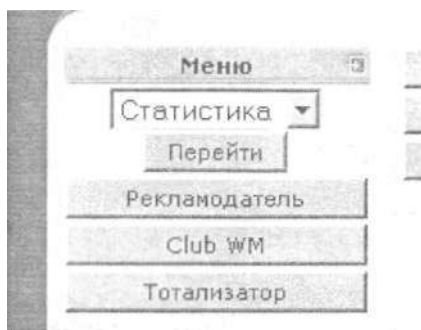 Меню
Статистика
Перейти
Рекламодатель
Club WM
Тотализатор